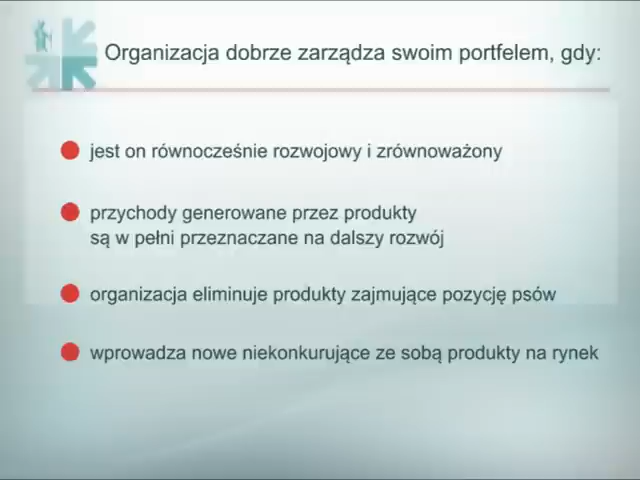 Organizacja dobrze zarządza swoim portfelem, gdy:
jest on równocześnie rozwojowy i zrównoważony
przychody generowane przez produkty
są w pełni przeznaczane na dalszy rozwój
organizacja eliminuje produkty zajmujące pozycję psów
wprowadza nowe niekonkurujące ze sobą produkty na rynek